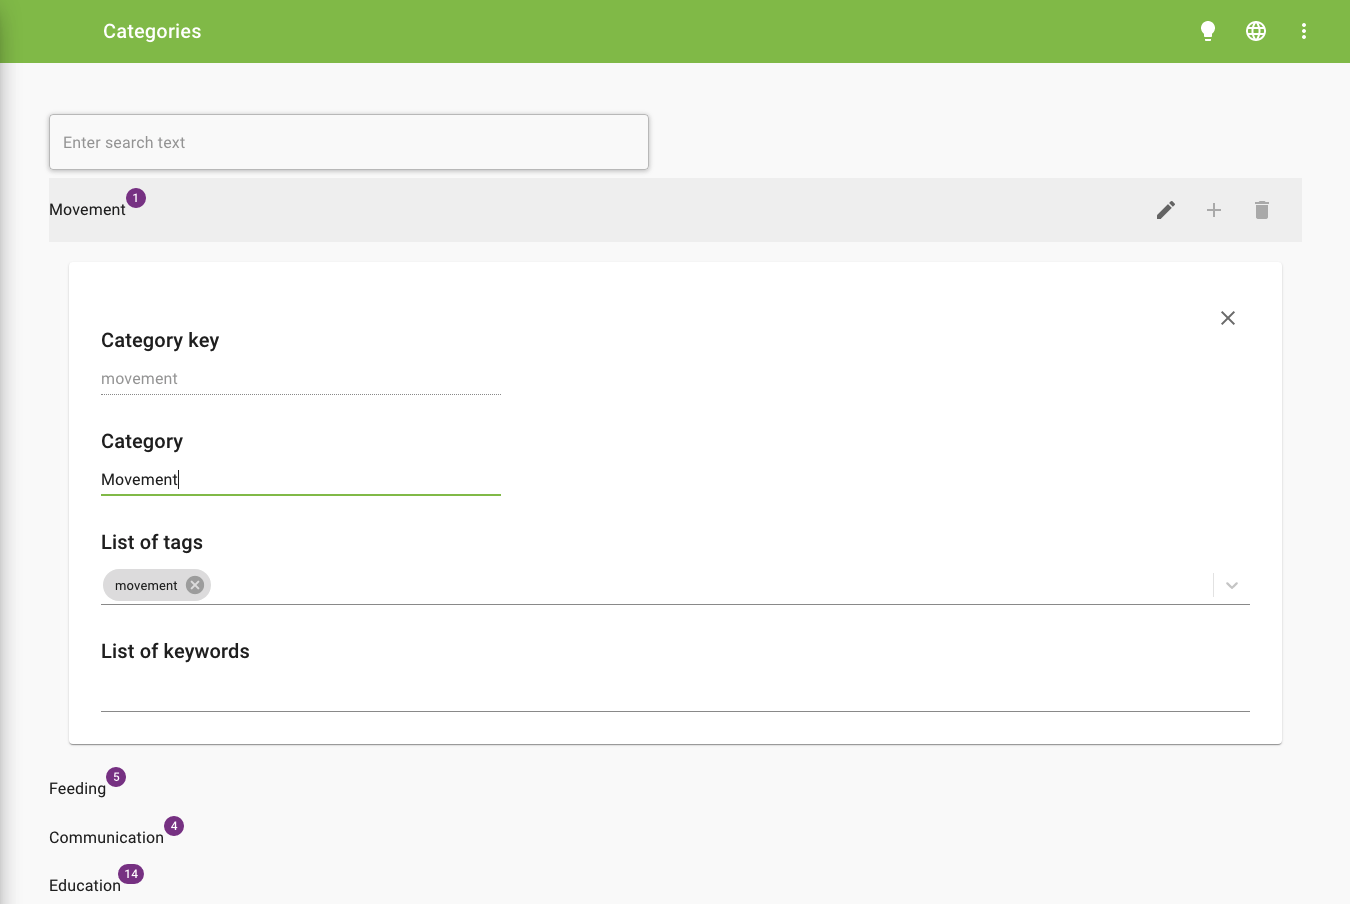 Categories
Enter search text
Movement 1
Category key
movement
Category
Movement
List of tags
movement
List of keywords
Feeding 5
Communication 4
Education 14